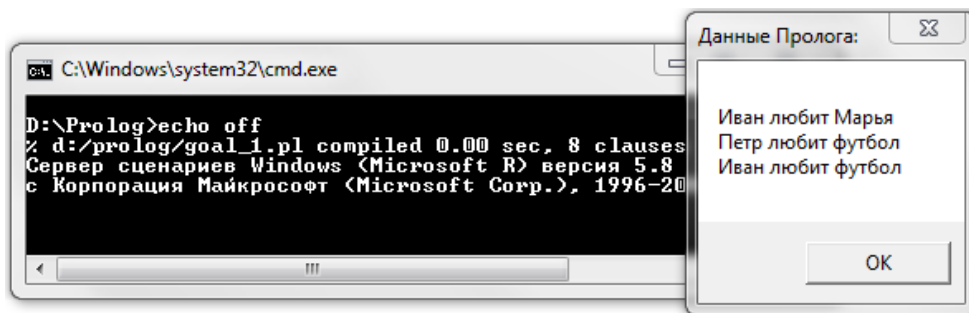 C:\Windows\system32\cmd.exe
D:\Prolog>echo off
% d:/prolog/goal_1.pl compiled 0.00 sec, 8 clauses
Сервер сценариев Windows (Microsoft R) версия 5.8
с Корпорация Майкрософт (Microsoft Corp.), 1996-20
Данные Пролога:
Иван любит Марья
Петр любит футбол
Иван любит футбол
OK